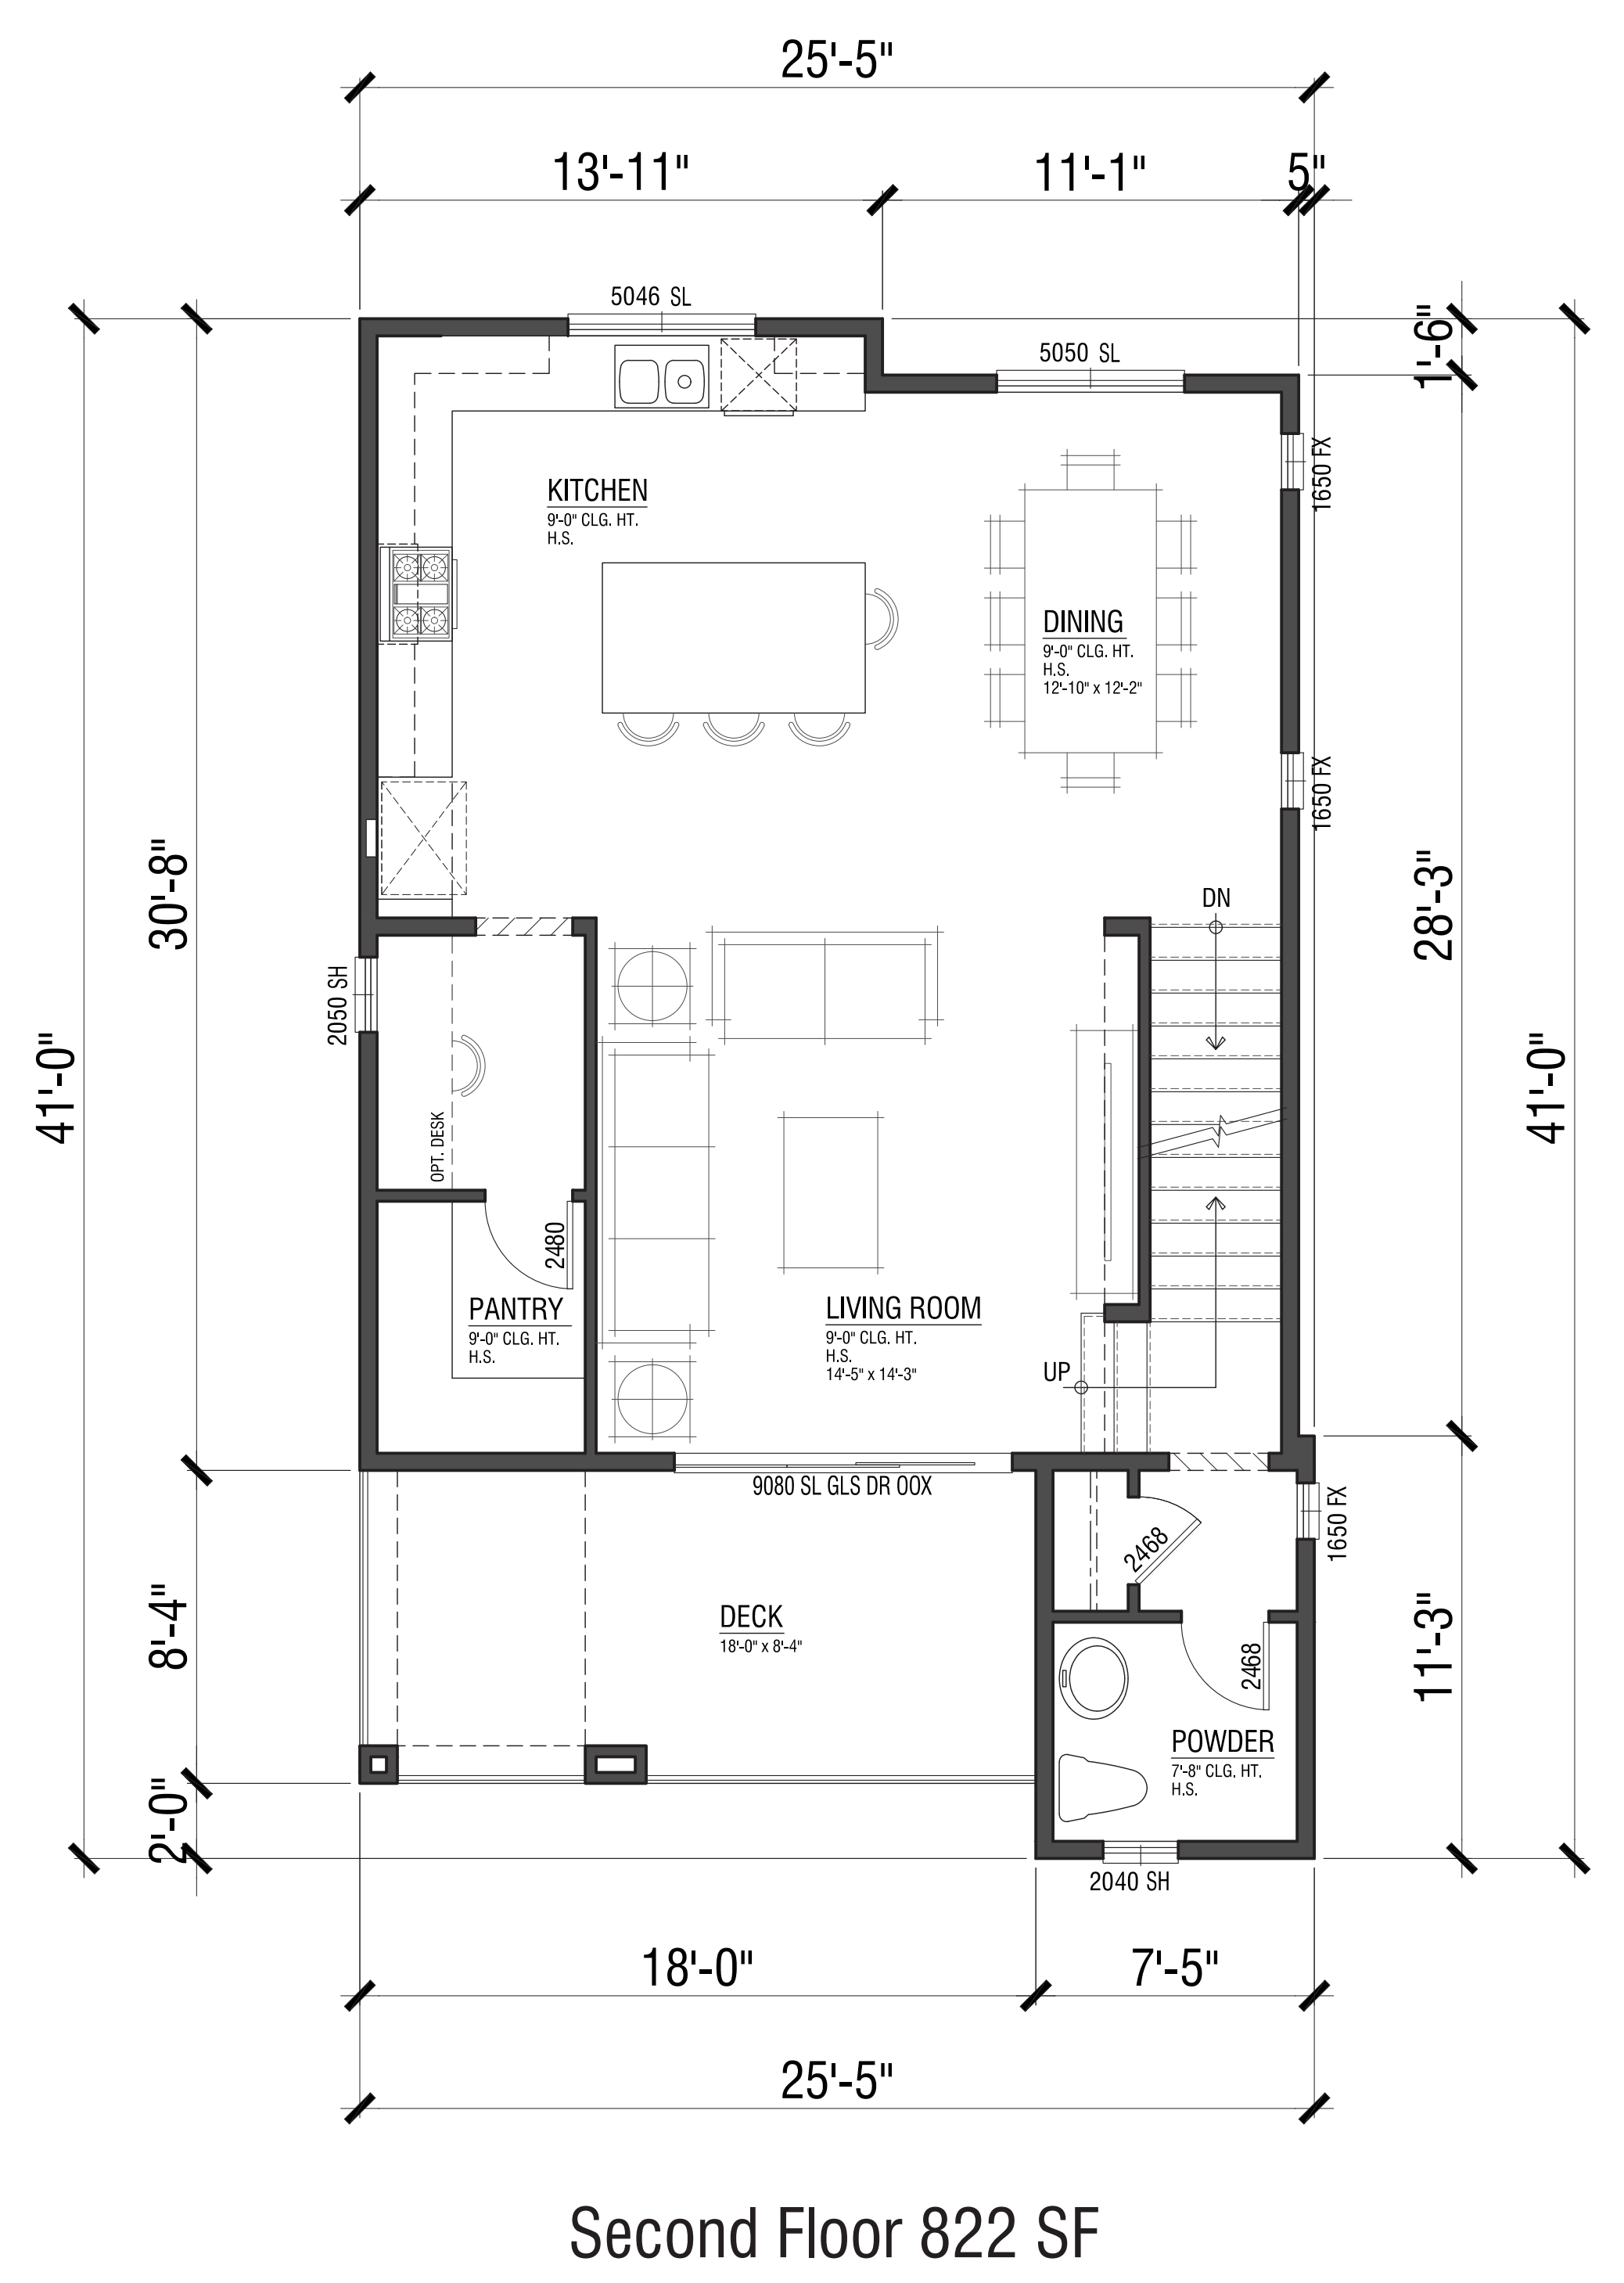 25'-5"
13'-11"
11'-1"
5"
5046 SL
1'-6"
5050 SL
1650 FX
KITCHEN
9'-0" CLG. HT.
H.S.
DINING
9'-0" CLG. HT.
H.S.
12'-10" x 12'-2"
1650 FX
30'-8"
28'-3"
DN
2050 SH
41'-0"
41'-0"
OPT. DESK
2480
PANTRY
9'-0" CLG. HT.
H.S.
LIVING ROOM
9'-0" CLG. HT.
H.S.
14'-5" x 14'-3"
UP
9080 SL GLS DR OOX
1650 FX
2468
8'-4"
DECK
18'-0" x 8'-4"
11'-3"
2468
POWDER
7'-8" CLG. HT.
H.S.
2'-0"
2040 SH
18'-0"
7'-5"
25'-5"
Second Floor 822 SF